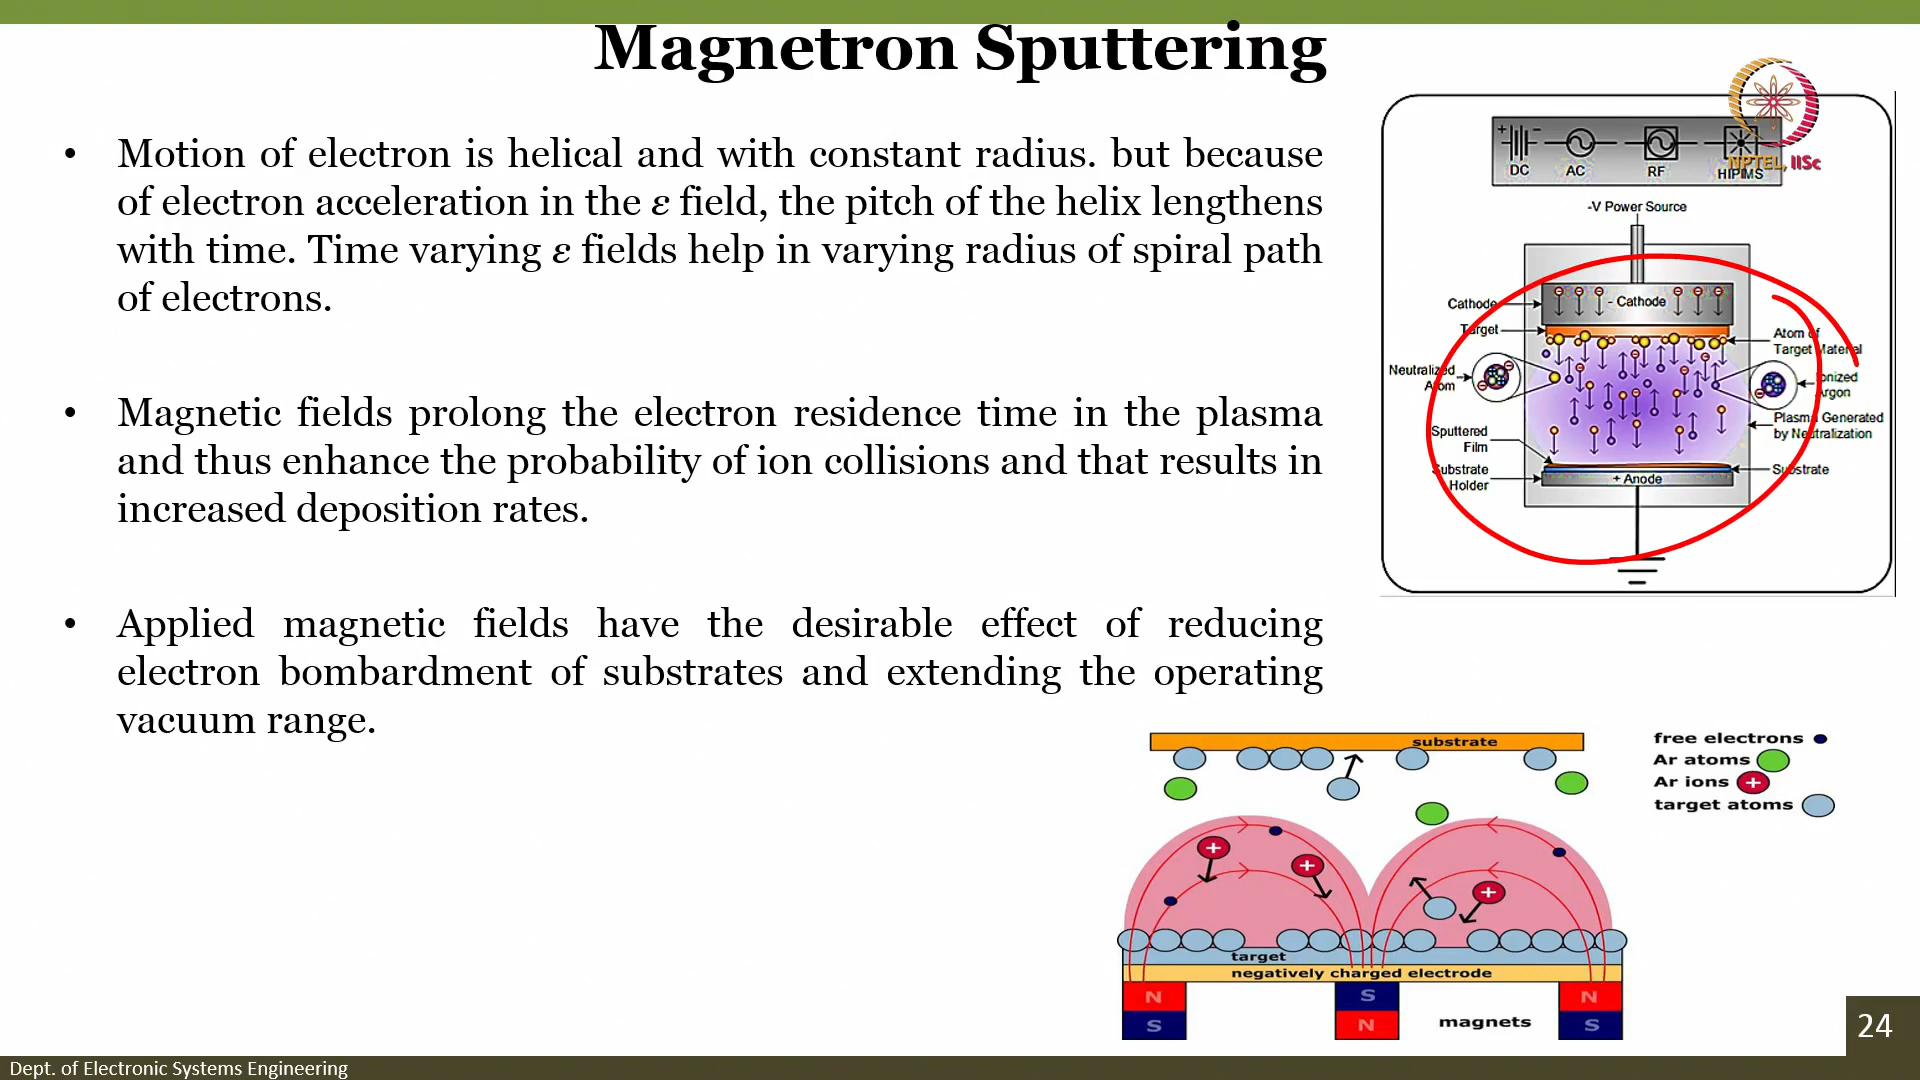 Magnetron Sputtering
• Motion of electron is helical and with constant radius. but because
of electron acceleration in the ε field, the pitch of the helix lengthens
with time. Time varying ε fields help in varying radius of spiral path
of electrons.
• Magnetic fields prolong the electron residence time in the plasma
and thus enhance the probability of ion collisions and that results in
increased deposition rates.
• Applied magnetic fields have the desirable effect of reducing
electron bombardment of substrates and extending the operating
vacuum range.
NPTEL, IISc
+ −
DC AC RF HIPIMS
-V Power Source
Cathode
- Cathode
Target
Atom of
Target Material
Neutralized
Atom
Ionized
Argon
Plasma Generated
by Neutralization
Sputtered
Film
Substrate
Holder
Substrate
+ Anode
substrate
free electrons
Ar atoms
Ar ions +
target atoms
+ + +
target
negatively charged electrode
N S N
S N S
magnets
24
Dept. of Electronic Systems Engineering